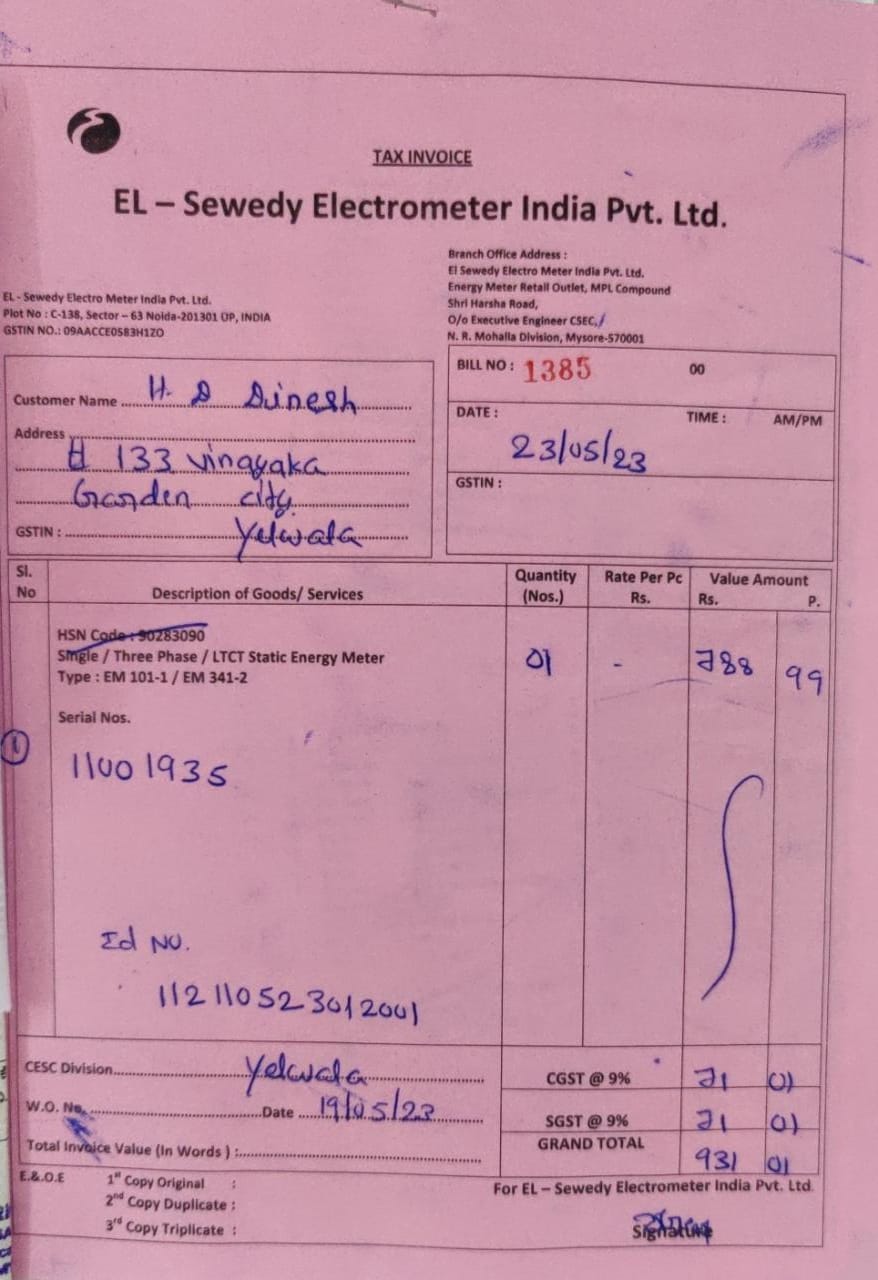 TAX INVOICE
EL – Sewedy Electrometer India Pvt. Ltd.
EL - Sewedy Electro Meter India Pvt. Ltd.
Plot No : C-138, Sector – 63 Noida-201301 UP, INDIA
GSTIN NO.: 09AACCE0583H1ZO
Branch Office Address :
El Sewedy Electro Meter India Pvt. Ltd.
Energy Meter Retail Outlet, MPL Compound
Shri Harsha Road,
O/o Executive Engineer CSEC,
N. R. Mohalla Division, Mysore-570001
Customer Name H. D Dinesh
Address
# 133 Vinayaka
Garden city
GSTIN : Yelwala
BILL NO : 1385 00
DATE : TIME : AM/PM
23/05/23
GSTIN :
Sl. No Description of Goods/ Services Quantity (Nos.) Rate Per Pc Rs. Value Amount Rs. P.
HSN Code : 90283090
Single / Three Phase / LTCT Static Energy Meter 01 - 788 99
Type : EM 101-1 / EM 341-2
Serial Nos.
1 11001935
Id No.
112110523012001
CESC Division Yelwala
W.O. No. Date 19/05/23
Total Invoice Value (In Words ) :
CGST @ 9% 71 01
SGST @ 9% 71 01
GRAND TOTAL 931 01
E.&.O.E 1st Copy Original :
2nd Copy Duplicate :
3rd Copy Triplicate :
For EL – Sewedy Electrometer India Pvt. Ltd.
Signature